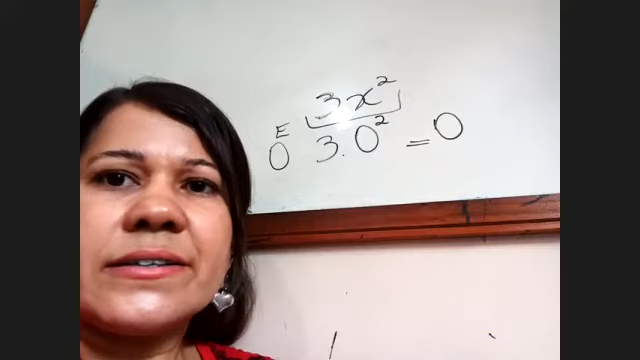 3x²
0 E 3.0² = 0